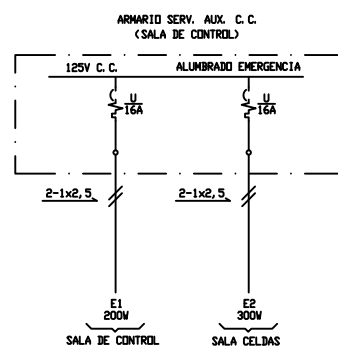 ARMARIO SERV. AUX. C.C.
(SALA DE CONTROL)
125V C.C.
ALUMBRADO EMERGENCIA
U
16A
U
16A
2-1x2,5
2-1x2,5
E1
200W
E2
300W
SALA DE CONTROL
SALA CELDAS